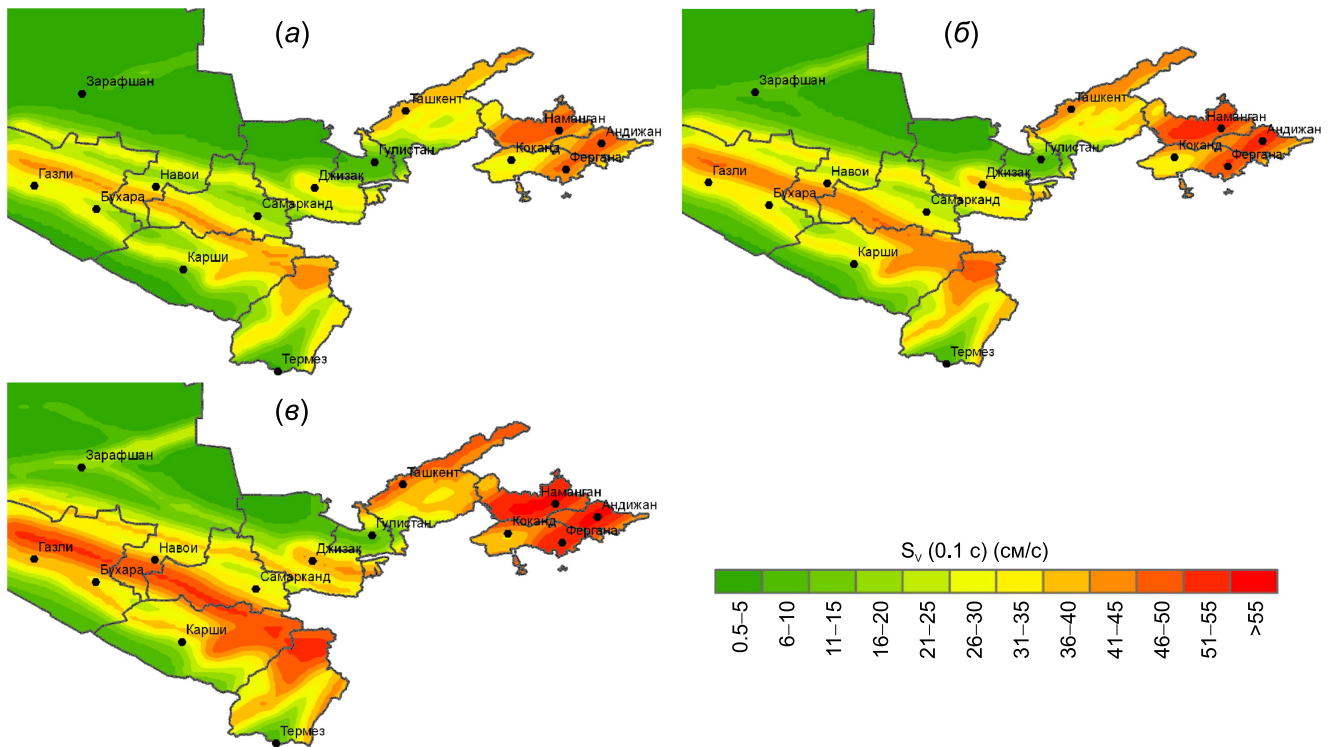 (а)
Зарафшан
Ташкент
Наманган
Андижан
Гулистан
Коканд
Фергана
Газли
Навои
Джизак
Бухара
Самарканд
Карши
Термез
(б)
Зарафшан
Ташкент
Наманган
Андижан
Гулистан
Коканд
Фергана
Газли
Навои
Джизак
Бухара
Самарканд
Карши
Термез
(в)
Зарафшан
Ташкент
Наманган
Андижан
Гулистан
Коканд
Фергана
Газли
Навои
Джизак
Бухара
Самарканд
Карши
Термез
Sv (0.1 с) (см/с)
0.5–5
6–10
11–15
16–20
21–25
26–30
31–35
36–40
41–45
46–50
51–55
>55